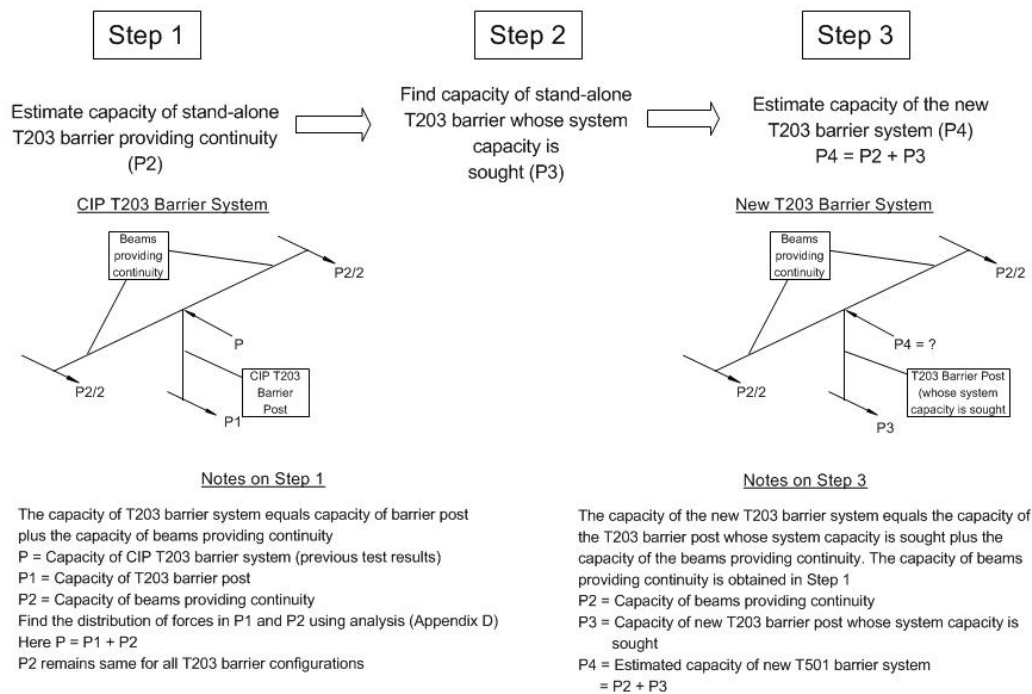 Step 1
Step 2
Step 3
Estimate capacity of stand-alone
T203 barrier providing continuity
(P2)
Find capacity of stand-alone
T203 barrier whose system
capacity is
sought (P3)
Estimate capacity of the new
T203 barrier system (P4)
P4 = P2 + P3
CIP T203 Barrier System
Beams
providing
continuity
P2/2
P
P2/2
CIP T203
Barrier
Post
P1
New T203 Barrier System
Beams
providing
continuity
P2/2
P4 = ?
P2/2
T203 Barrier Post
(whose system
capacity is sought
P3
Notes on Step 1
The capacity of T203 barrier system equals capacity of barrier post
plus the capacity of beams providing continuity
P = Capacity of CIP T203 barrier system (previous test results)
P1 = Capacity of T203 barrier post
P2 = Capacity of beams providing continuity
Find the distribution of forces in P1 and P2 using analysis (Appendix D)
Here P = P1 + P2
P2 remains same for all T203 barrier configurations
Notes on Step 3
The capacity of the new T203 barrier system equals the capacity of
the T203 barrier post whose system capacity is sought plus the
capacity of the beams providing continuity. The capacity of beams
providing continuity is obtained in Step 1
P2 = Capacity of beams providing continuity
P3 = Capacity of new T203 barrier post whose system capacity is
sought
P4 = Estimated capacity of new T501 barrier system
= P2 + P3